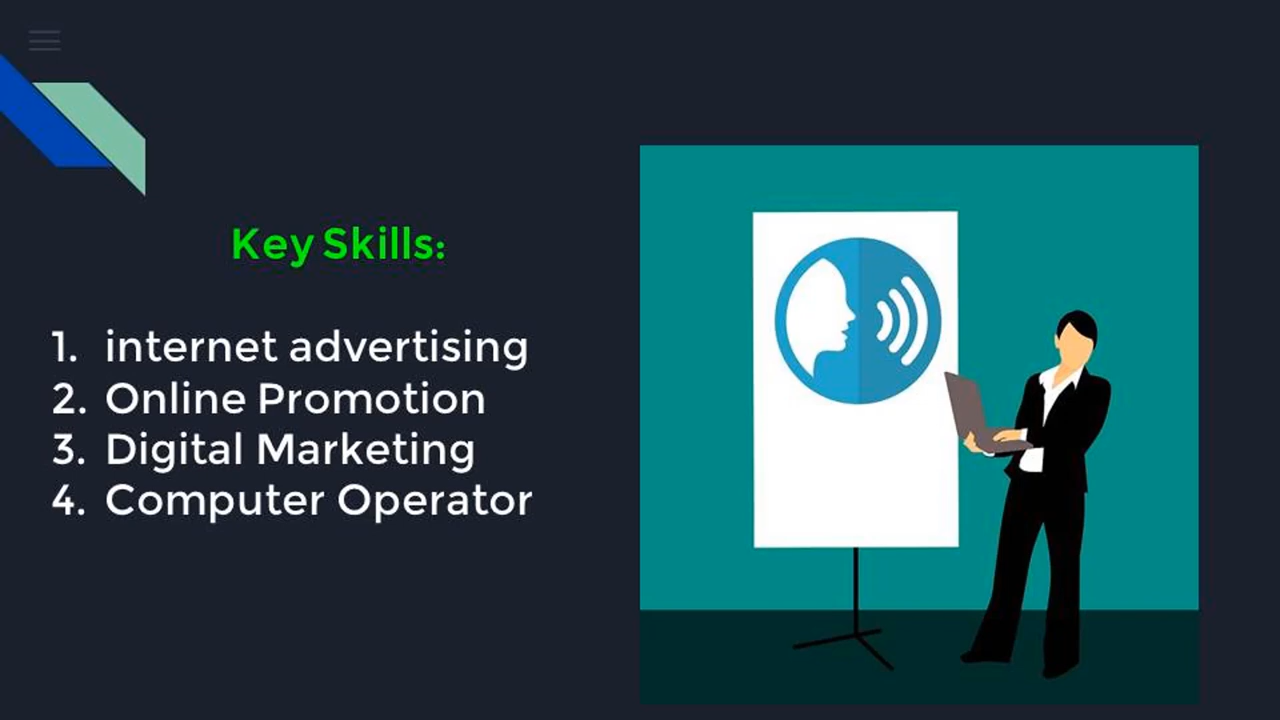 Key Skills:
1. internet advertising
2. Online Promotion
3. Digital Marketing
4. Computer Operator